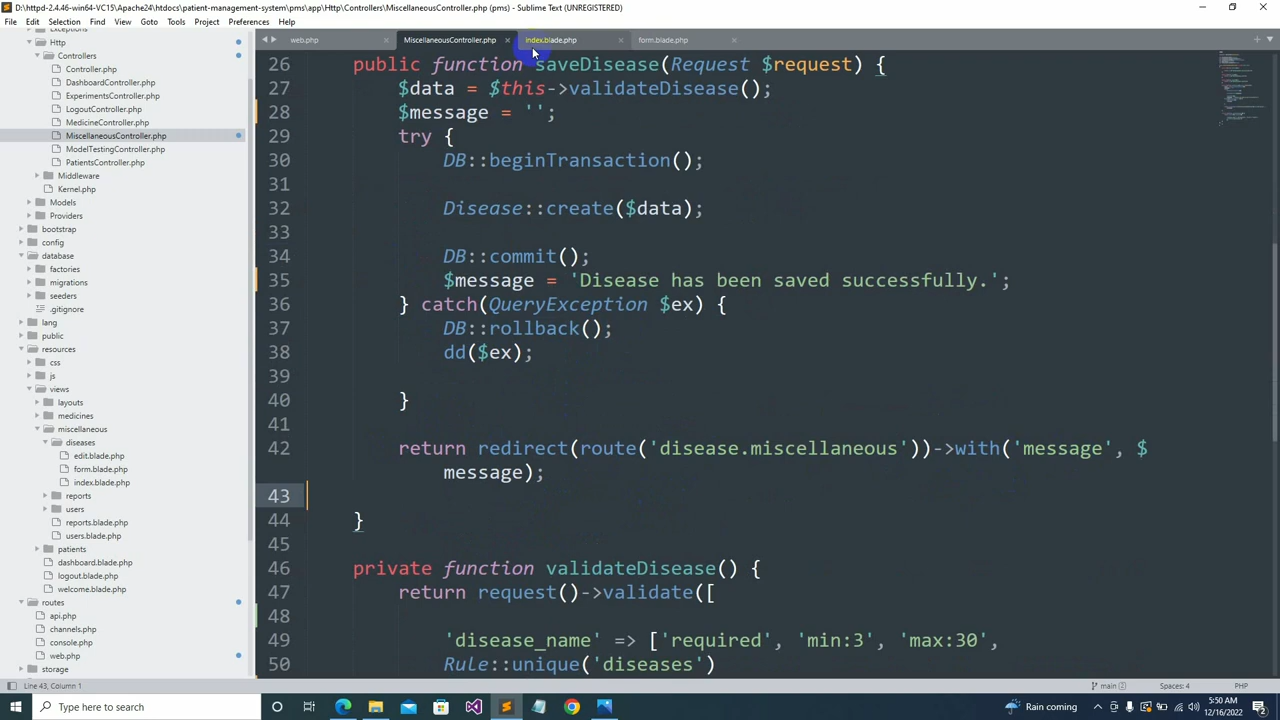 D:\httpd-2.4.46-win64-VC15\Apache24\htdocs\patient-management-system\pms\app\Http\Controllers\MiscellaneousController.php (pms) - Sublime Text (UNREGISTERED)
File Edit Selection Find View Goto Tools Project Preferences Help
web.php MiscellaneousController.php index.blade.php form.blade.php
Exceptions
Http
Controllers
Controller.php
DashboardController.php
ExperimentsController.php
LogoutController.php
MedicineController.php
MiscellaneousController.php
ModelTestingController.php
PatientsController.php
Middleware
Kernel.php
Models
Providers
bootstrap
config
database
factories
migrations
seeders
.gitignore
lang
public
resources
css
js
views
layouts
medicines
miscellaneous
diseases
edit.blade.php
form.blade.php
index.blade.php
reports
users
reports.blade.php
users.blade.php
patients
dashboard.blade.php
logout.blade.php
welcome.blade.php
routes
api.php
channels.php
console.php
web.php
storage
26 public function saveDisease(Request $request) {
27 $data = $this->validateDisease();
28 $message = '';
29 try {
30 DB::beginTransaction();
31
32 Disease::create($data);
33
34 DB::commit();
35 $message = 'Disease has been saved successfully.';
36 } catch(QueryException $ex) {
37 DB::rollback();
38 dd($ex);
39
40 }
41
42 return redirect(route('disease.miscellaneous'))->with('message', $
message);
43
44 }
45
46 private function validateDisease() {
47 return request()->validate([
48
49 'disease_name' => ['required', 'min:3', 'max:30',
50 Rule::unique('diseases')
Line 43, Column 1 main 2 Spaces: 4 PHP
Type here to search Rain coming 5:50 AM
12/16/2022 2